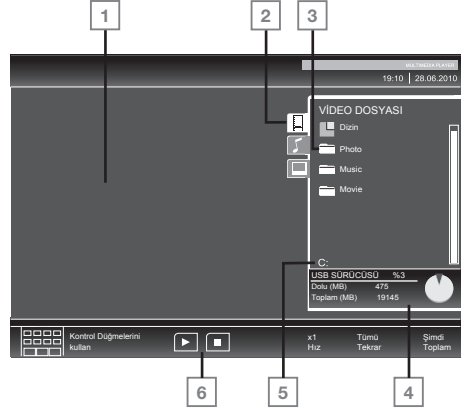 1
2
3
MULTIMEDIA PLAYER
19:10 28.06.2010
VİDEO DOSYASI
Dizin
Photo
Music
Movie
C:
USB SÜRÜCÜSÜ %3
Dolu (MB) 475
Toplam (MB) 19145
Kontrol Düğmelerini
kullan
x1
Hız
Tümü
Tekrar
Şimdi
Toplam
6
5
4